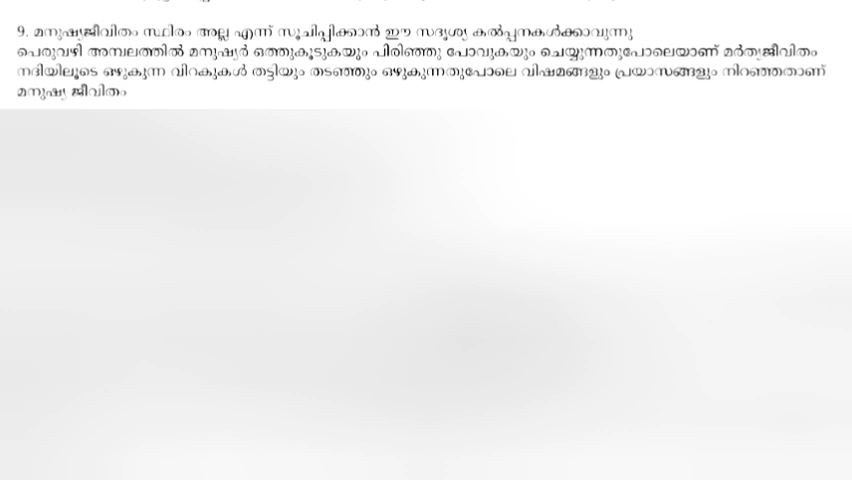 9. മനുഷ്യജീവിതം സ്ഥിരം അല്ല എന്ന് സൂചിപ്പിക്കാൻ ഈ സദൃശ്യ കൽപ്പനകൾക്കാവുന്നു
പെരുവഴി അമ്പലത്തിൽ മനുഷ്യർ ഒത്തുകൂടുകയും പിരിഞ്ഞു പോവുകയും ചെയ്യുന്നതുപോലെയാണ് മർത്യജീവിതം
നദിയിലൂടെ ഒഴുകുന്ന വിറകുകൾ തട്ടിയും തടഞ്ഞും ഒഴുകുന്നതുപോലെ വിഷമങ്ങളും പ്രയാസങ്ങളും നിറഞ്ഞതാണ്
മനുഷ്യ ജീവിതം